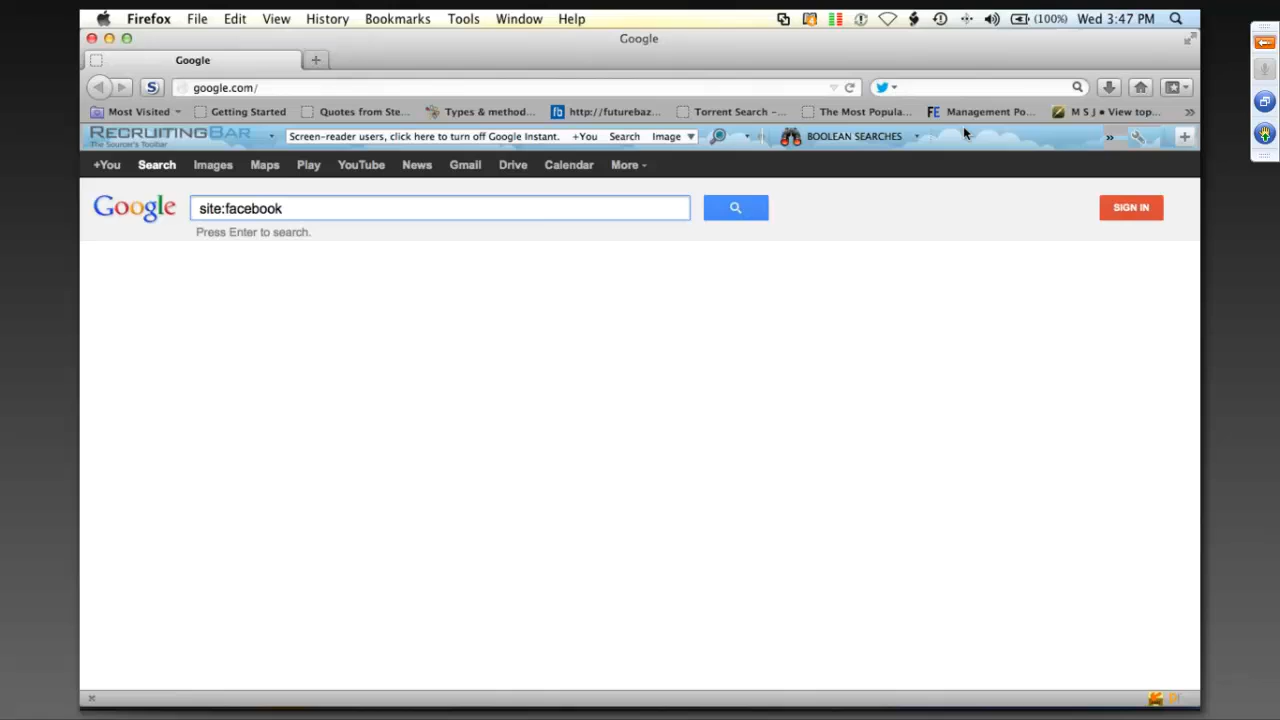 Firefox File Edit View History Bookmarks Tools Window Help (100%) Wed 3:47 PM
Google
Google
google.com/
Most Visited Getting Started Quotes from Ste... Types & method... http://futurebaz... Torrent Search -... The Most Popula... FE Management Po... M S J • View top... »
RECRUITINGBAR Screen-reader users, click here to turn off Google Instant. +You Search Image BOOLEAN SEARCHES »
The Sourcer's Toolbar
+You Search Images Maps Play YouTube News Gmail Drive Calendar More
Google site:facebook SIGN IN
Press Enter to search.